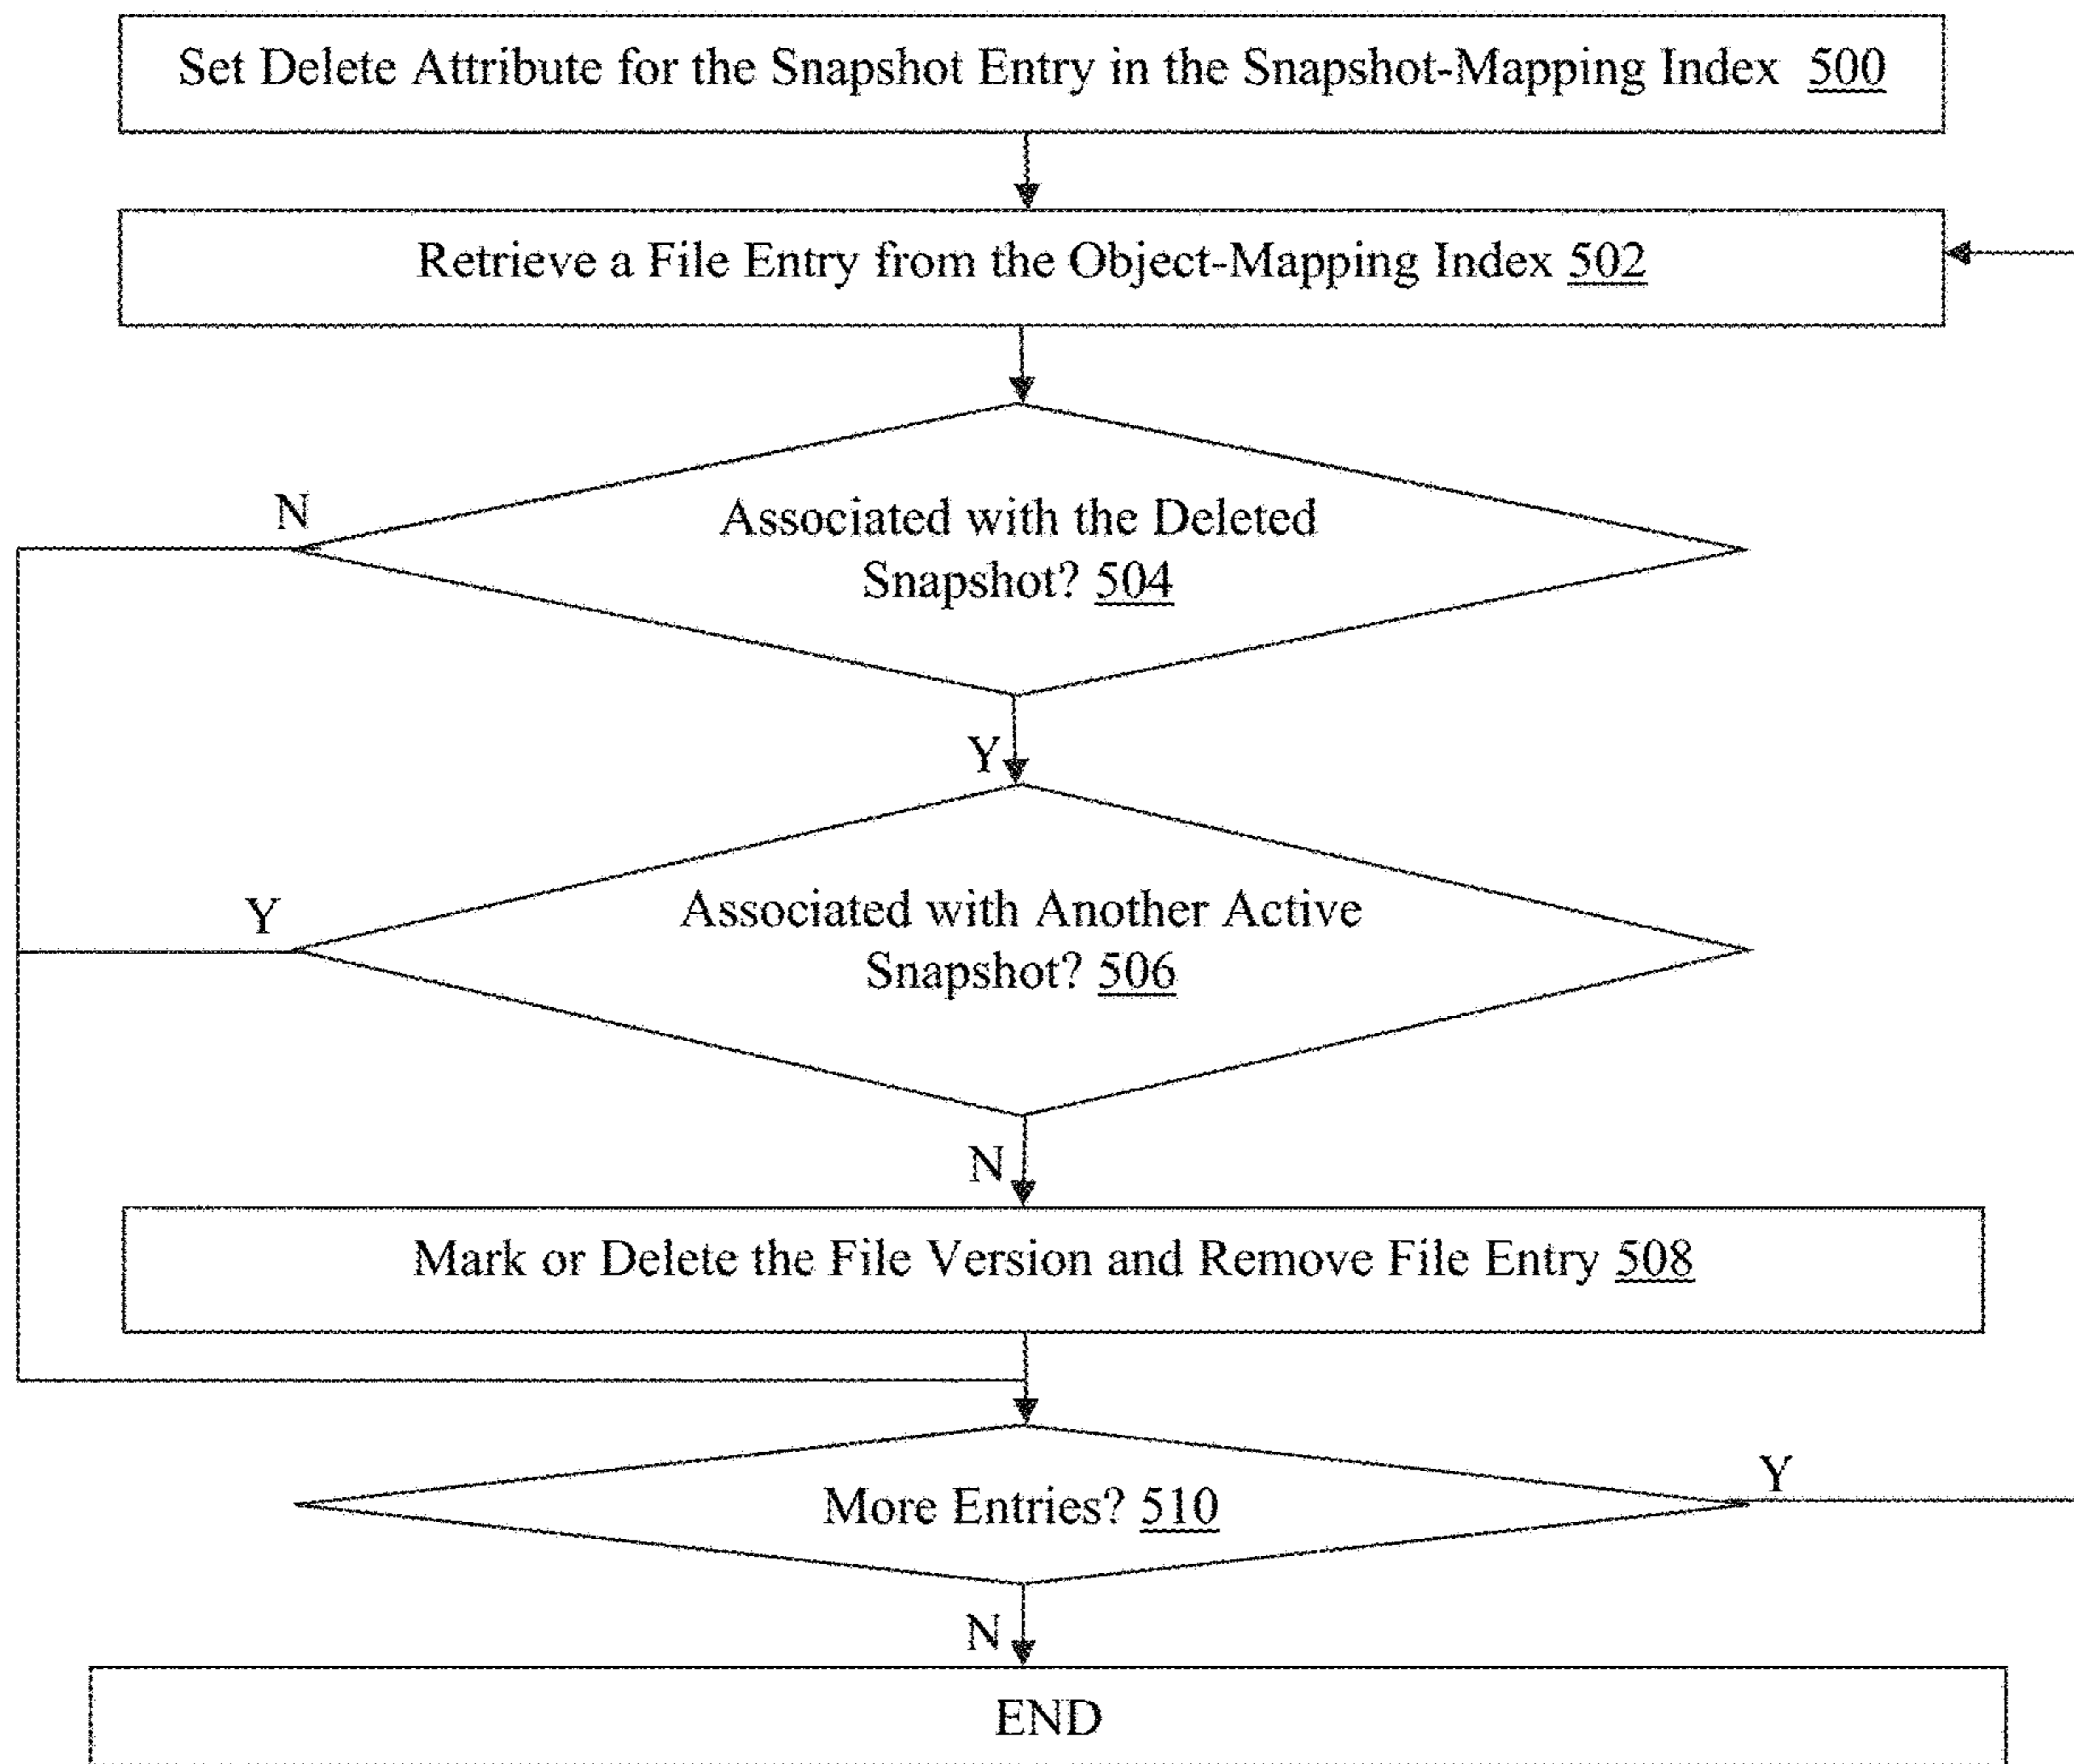 Set Delete Attribute for the Snapshot Entry in the Snapshot-Mapping Index 500
Retrieve a File Entry from the Object-Mapping Index 502
N
Associated with the Deleted
Snapshot? 504
Y
Y
Associated with Another Active
Snapshot? 506
N
Mark or Delete the File Version and Remove File Entry 508
Y
More Entries? 510
N
END